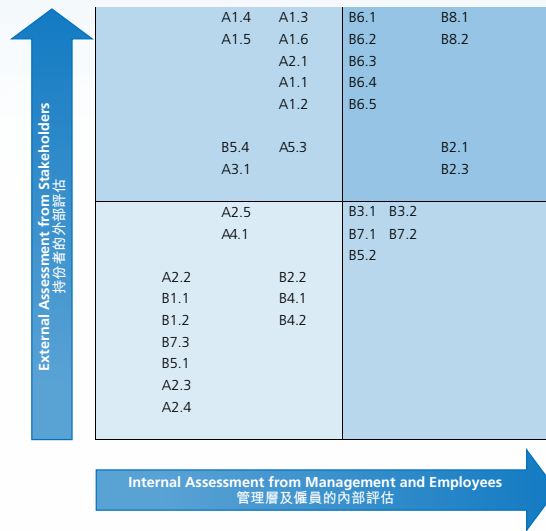 External Assessment from Stakeholders
持份者的外部評估
A1.4 A1.3 B6.1 B8.1
A1.5 A1.6 B6.2 B8.2
A2.1 B6.3
A1.1 B6.4
A1.2 B6.5
B5.4 A5.3 B2.1
A3.1 B2.3
A2.5 B3.1 B3.2
A4.1 B7.1 B7.2
B5.2
A2.2 B2.2
B1.1 B4.1
B1.2 B4.2
B7.3
B5.1
A2.3
A2.4
Internal Assessment from Management and Employees
管理層及僱員的內部評估